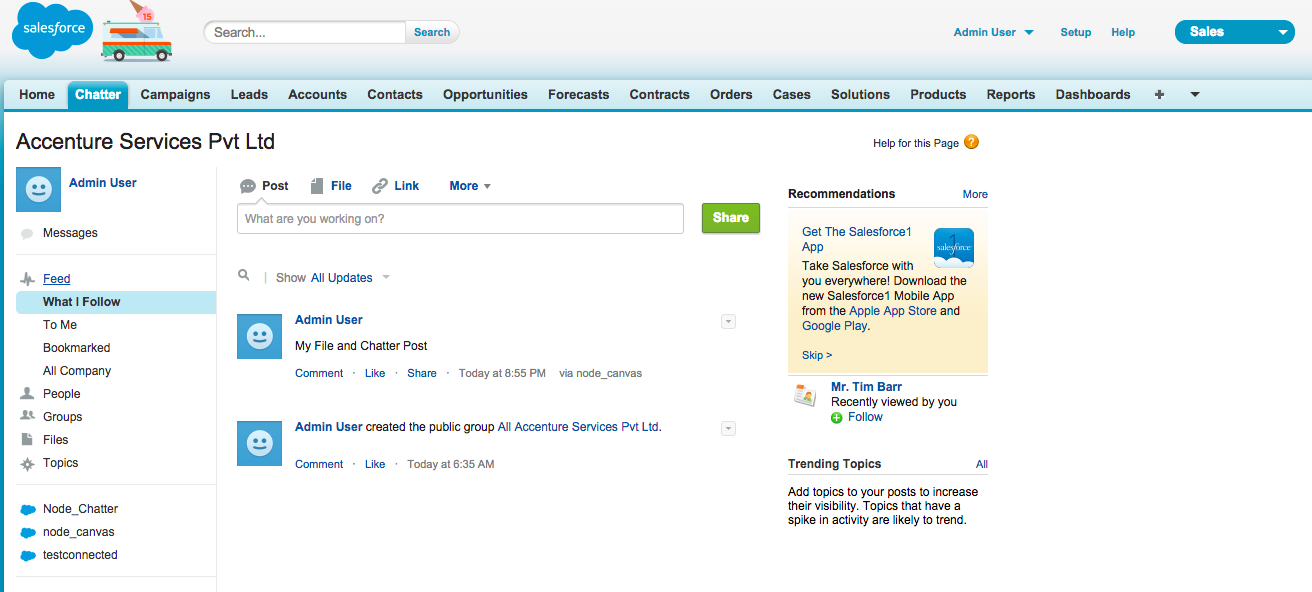 salesforce
15
Search...
Search
Admin User
Setup
Help
Sales
Home Chatter Campaigns Leads Accounts Contacts Opportunities Forecasts Contracts Orders Cases Solutions Products Reports Dashboards +
Accenture Services Pvt Ltd
Help for this Page ?
Admin User
Messages
Feed
What I Follow
To Me
Bookmarked
All Company
People
Groups
Files
Topics
Node_Chatter
node_canvas
testconnected
Post File Link More
What are you working on?
Share
Show All Updates
Admin User
My File and Chatter Post
Comment · Like · Share · Today at 8:55 PM via node_canvas
Admin User created the public group All Accenture Services Pvt Ltd.
Comment · Like · Today at 6:35 AM
Recommendations More
Get The Salesforce1
App
1
salesforce
Take Salesforce with
you everywhere! Download the
new Salesforce1 Mobile App
from the Apple App Store and
Google Play.
Skip >
Mr. Tim Barr
Recently viewed by you
Follow
Trending Topics All
Add topics to your posts to increase
their visibility. Topics that have a
spike in activity are likely to trend.